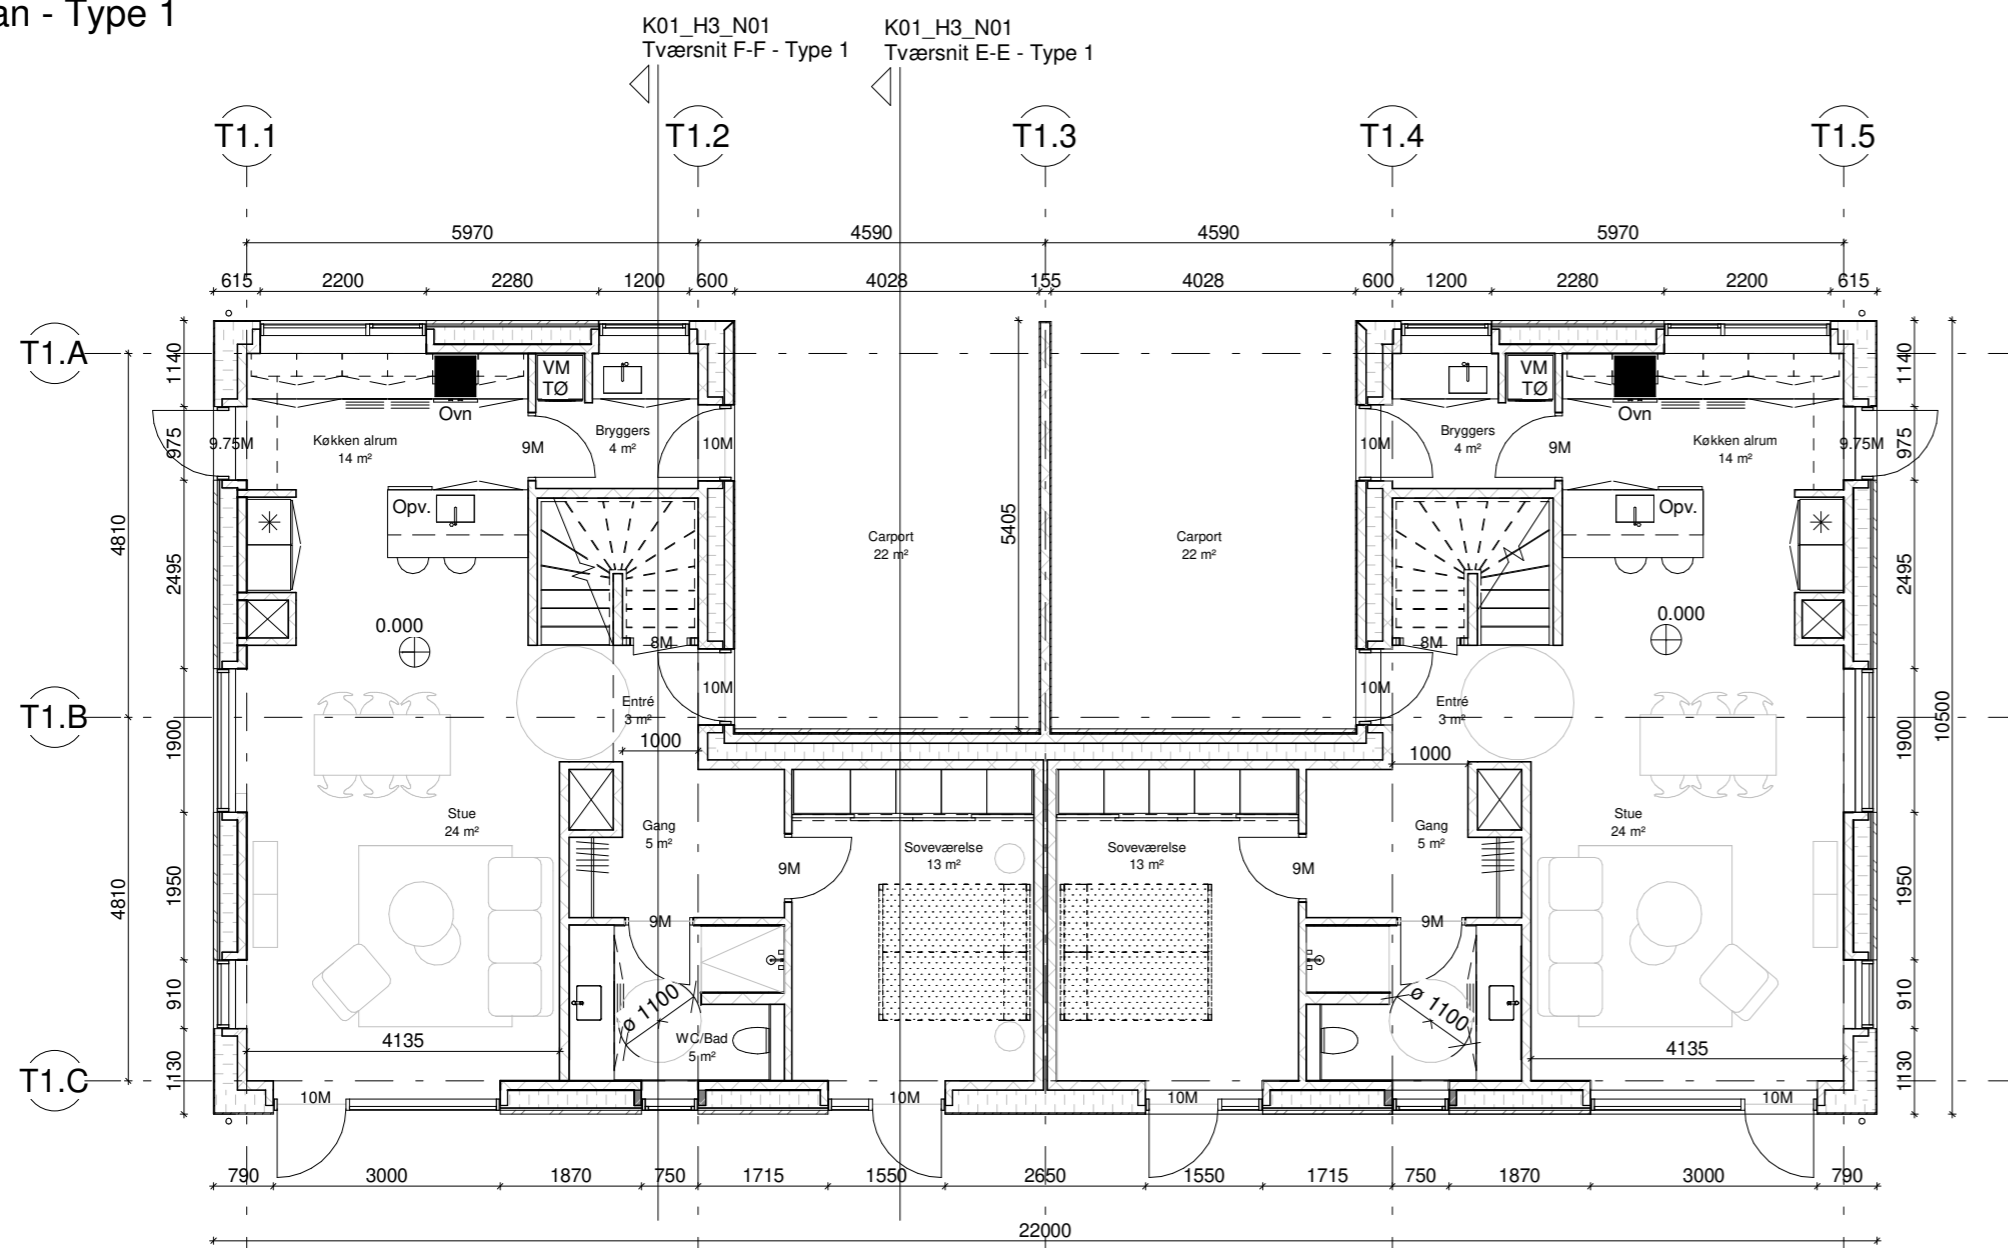 an - Type 1
K01_H3_N01
Tværsnit F-F - Type 1
K01_H3_N01
Tværsnit E-E - Type 1
T1.1
T1.2
T1.3
T1.4
T1.5
5970
4590
4590
5970
615
2200
2280
1200
600
4028
155
4028
600
1200
2280
2200
615
T1.A
T1.B
T1.C
4810
4810
1140
975
2495
1900
1950
910
1130
9.75M
Køkken alrum
14 m²
Ovn
VM
TØ
9M
Bryggers
4 m²
10M
Opv.
0.000
8M
10M
Entré
3 m²
1000
Carport
22 m²
5405
Carport
22 m²
10M
Bryggers
4 m²
9M
VM
TØ
Ovn
Køkken alrum
14 m²
9.75M
Opv.
0.000
8M
10M
Entré
3 m²
1000
Stue
24 m²
Gang
5 m²
9M
Soveværelse
13 m²
Soveværelse
13 m²
9M
Gang
5 m²
Stue
24 m²
9M
9M
ø 1100
WC/Bad
5 m²
ø 1100
4135
4135
10M
10M
10M
10M
1140
975
2495
1900
1950
910
1130
10500
790
3000
1870
750
1715
1550
2650
1550
1715
750
1870
3000
790
22000